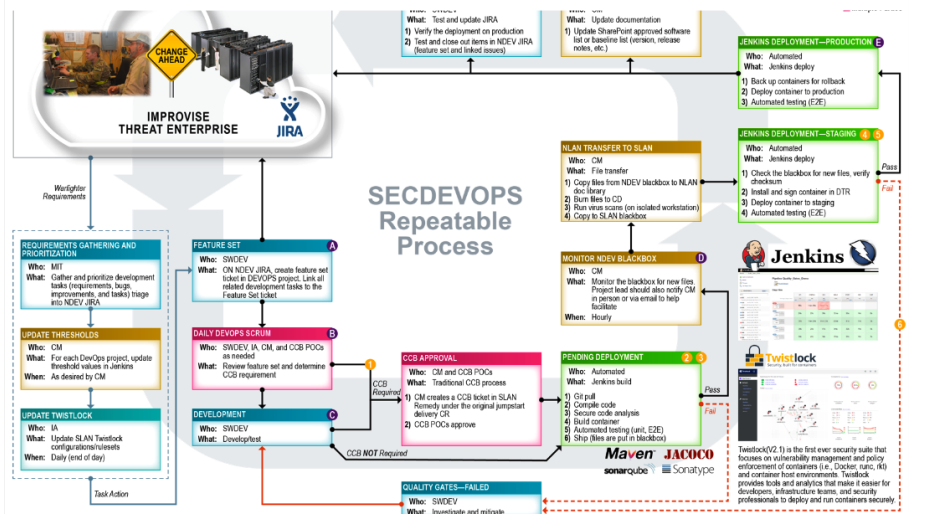 SWDEV
What: Test and update JIRA
1) Verify the deployment on production
2) Test and close out items in NDEV JIRA
(feature set and linked issues)
CM
What: Update documentation
1) Update SharePoint approved software
list or baseline list (version, release
notes, etc.)
JENKINS DEPLOYMENT—PRODUCTION E
Who: Automated
What: Jenkins deploy
1) Back up containers for rollback
2) Deploy container to production
3) Automated testing (E2E)
CHANGE
AHEAD
IMPROVISE
THREAT ENTERPRISE
JIRA
JENKINS DEPLOYMENT—STAGING 4 5
Who: Automated
What: Jenkins deploy
1) Check the blackbox for new files, verify
checksum
2) Install and sign container in DTR
3) Deploy container to staging
4) Automated testing (E2E)
Pass
Fail
NLAN TRANSFER TO SLAN
Who: CM
What: File transfer
1) Copy files from NDEV blackbox to NLAN
doc library
2) Burn files to CD
3) Run virus scans (on isolated workstation)
4) Copy to SLAN blackbox
Warfighter
Requirements
SECDEVOPS
Repeatable
Process
REQUIREMENTS GATHERING AND
PRIORITIZATION
Who: MIT
What: Gather and prioritize development
tasks (requirements, bugs,
improvements, and tasks) triage
into NDEV JIRA
FEATURE SET A
Who: SWDEV
What: ON NDEV JIRA, create feature set
ticket in DEVOPS project. Link all
related development tasks to the
Feature Set ticket
MONITOR NDEV BLACKBOX D
Who: CM
What: Monitor the blackbox for new files.
Project lead should also notify CM
in person or via email to help
facilitate
When: Hourly
Jenkins
6
UPDATE THRESHOLDS
Who: CM
What: For each DevOps project, update
threshold values in Jenkins
When: As desired by CM
DAILY DEVOPS SCRUM B
Who: SWDEV, IA, CM, and CCB POCs
as needed
What: Review feature set and determine
CCB requirement
1
CCB
Required
CCB APPROVAL
Who: CM and CCB POCs
What: Traditional CCB process
1) CM creates a CCB ticket in SLAN
Remedy under the original jumpstart
delivery CR
2) CCB POCs approve
PENDING DEPLOYMENT 2 3
Who: Automated
What: Jenkins build
1) Git pull
2) Compile code
3) Secure code analysis
4) Build container
5) Automated testing (unit, E2E)
6) Ship (files are put in blackbox)
Pass
Fail
Twistlock
Security, built for containers
UPDATE TWISTLOCK
Who: IA
What: Update SLAN Twistlock
configurations/rulesets
When: Daily (end of day)
DEVELOPMENT C
Who: SWDEV
What: Develop/test
CCB NOT Required
Maven JACOCO
sonarqube Sonatype
Twistlock(V2.1) is the first ever security suite that
focuses on vulnerability management and policy
enforcement of containers (i.e., Docker, runc, rkt)
and container host environments. Twistlock
provides tools and analytics that make it easier for
developers, infrastructure teams, and security
professionals to deploy and run containers securely.
Task Action
QUALITY GATES—FAILED
Who: SWDEV
What: Investigate and mitigate